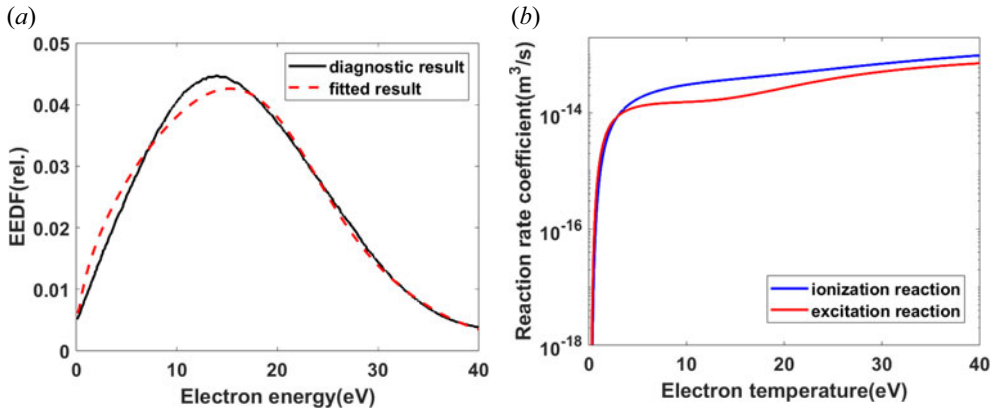 (a)
0.05
0.04
0.03
0.02
0.01
0
EEDF(rel.)
diagnostic result
fitted result
0 10 20 30 40
Electron energy(eV)
(b)
10^-14
10^-16
10^-18
Reaction rate coefficient(m^3/s)
ionization reaction
excitation reaction
0 10 20 30 40
Electron temperature(eV)